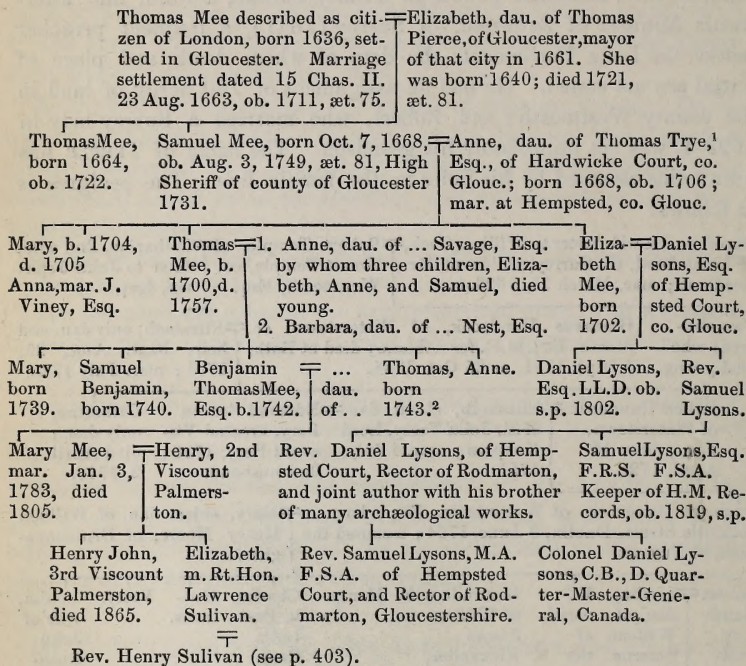 Thomas Mee described as citi-
zen of London, born 1636, set-
tled in Gloucester. Marriage
settlement dated 15 Chas. II.
23 Aug. 1663, ob. 1711, æt. 75.
Elizabeth, dau. of Thomas
Pierce, of Gloucester, mayor
of that city in 1661. She
was born 1640; died 1721,
æt. 81.
Thomas Mee,
born 1664,
ob. 1722.
Samuel Mee, born Oct. 7, 1668,
ob. Aug. 3, 1749, æt. 81, High
Sheriff of county of Gloucester
1731.
Anne, dau. of Thomas Trye,¹
Esq., of Hardwicke Court, co.
Glouc.; born 1668, ob. 1706;
mar. at Hempsted, co. Glouc.
Mary, b. 1704,
d. 1705
Anna, mar. J.
Viney, Esq.
Thomas
Mee, b.
1700, d.
1757.
1. Anne, dau. of ... Savage, Esq.
by whom three children, Eliza-
beth, Anne, and Samuel, died
young.
2. Barbara, dau. of ... Nest, Esq.
Eliza-
beth
Mee,
born
1702.
Daniel Ly-
sons, Esq.
of Hemp-
sted Court,
co. Glouc.
Mary,
born
1739.
Samuel
Benjamin,
born 1740.
Benjamin
Thomas Mee,
Esq. b. 1742.
...
dau.
of . .
Thomas, Anne.
born
1743.²
Daniel Lysons,
Esq. LL.D. ob.
s.p. 1802.
Rev.
Samuel
Lysons.
Mary Mee,
mar. Jan. 3,
1783, died
1805.
Henry, 2nd
Viscount
Palmers-
ton.
Rev. Daniel Lysons, of Hemp-
sted Court, Rector of Rodmarton,
and joint author with his brother
of many archæological works.
Samuel Lysons, Esq.
F.R.S. F.S.A.
Keeper of H.M. Re-
cords, ob. 1819, s.p.
Henry John,
3rd Viscount
Palmerston,
died 1865.
Elizabeth,
m. Rt. Hon.
Lawrence
Sulivan.
Rev. Samuel Lysons, M.A.
F.S.A. of Hempsted
Court, and Rector of Rod-
marton, Gloucestershire.
Colonel Daniel Ly-
sons, C.B., D. Quar-
ter-Master-Gene-
ral, Canada.
Rev. Henry Sulivan (see p. 403).